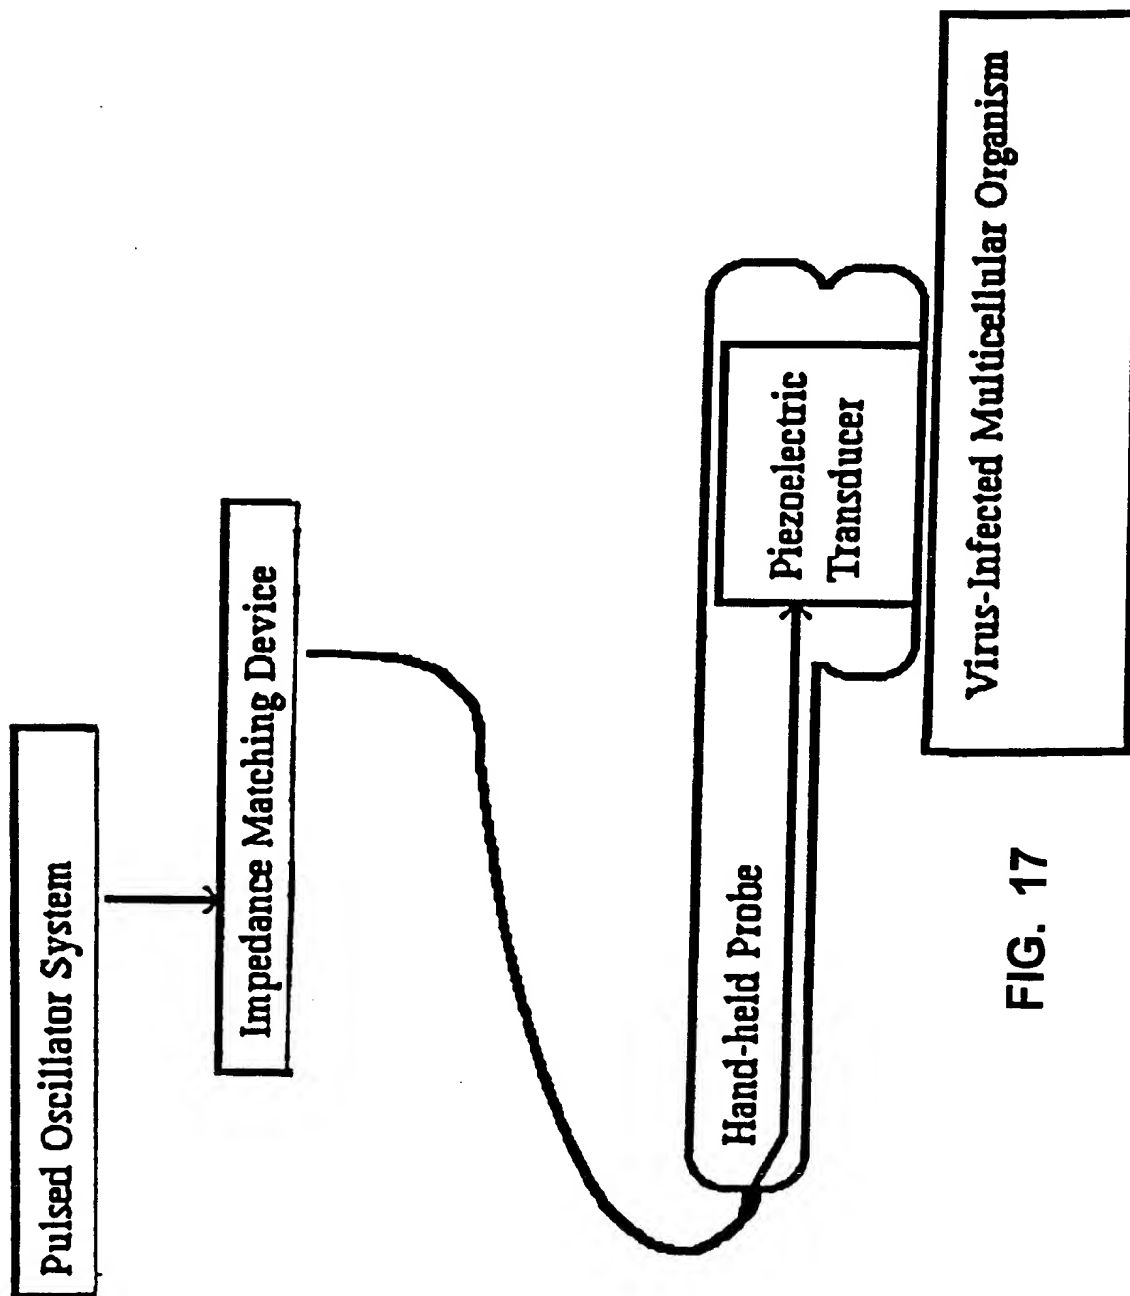 Pulsed Oscillator System
Impedance Matching Device
Hand-held Probe
Piezoelectric
Transducer
Virus-Infected Multicellular Organism
FIG. 17